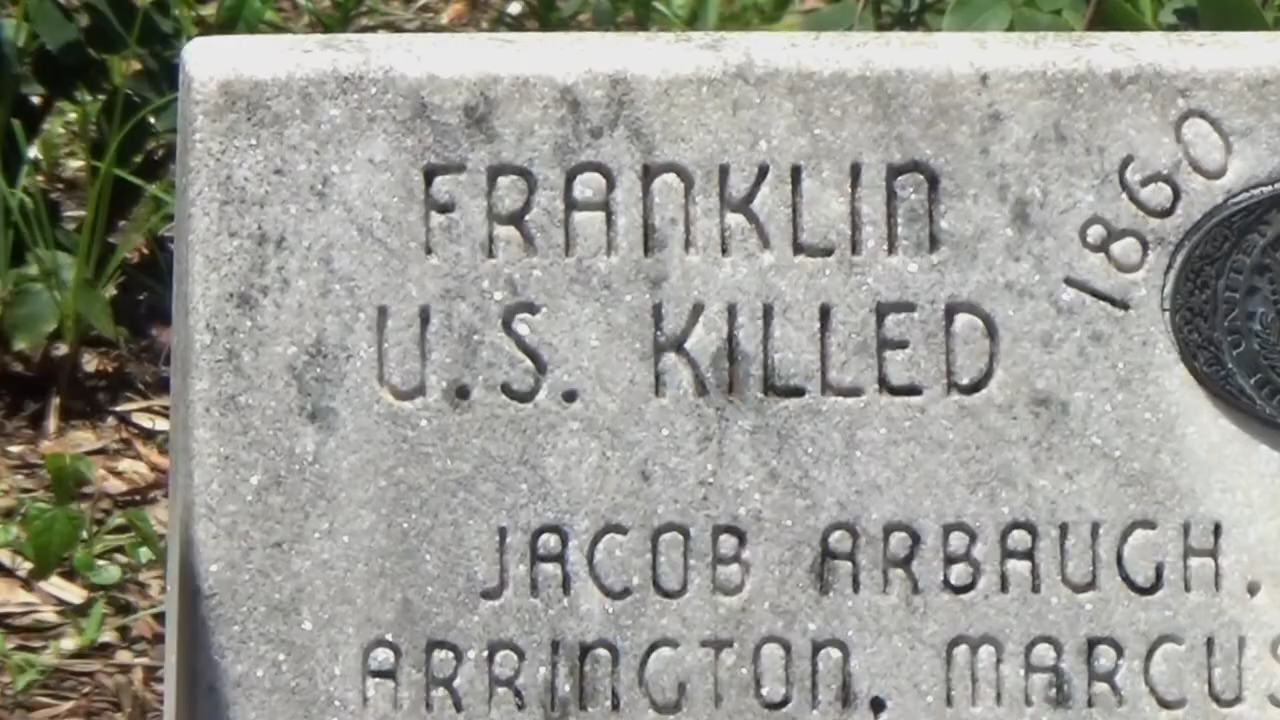 FRANKLIN
1860
U.S. KILLED
JACOB ARBAUGH,
ARRINGTON, MARCUS